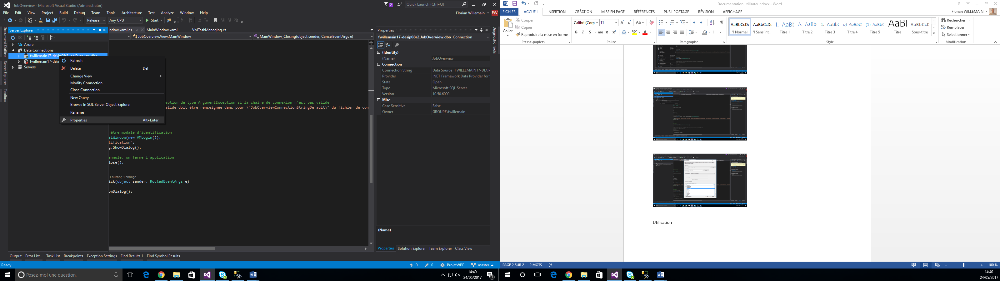 JobOverview - Microsoft Visual Studio (Administrator)
2
Quick Launch (Ctrl+Q)
File Edit View Project Build Debug Team Tools Architecture Test Analyze Window Help
Florian Willemain
FW
Release
Any CPU
Start
Document Outline
Server Explorer
Toolbox
Server Explorer
Azure
Data Connections
fwillemain17-de\ip08r2.JobOverview.dbo
fwillemain17-de\i
Servers
Refresh
Delete Del
Change View
Modify Connection...
Close Connection
New Query
Browse In SQL Server Object Explorer
Rename
Properties Alt+Enter
ndow.xaml.cs
MainWindow.xaml
VMTaskManaging.cs
JobOverview.View.MainWindow
MainWindow_Closing(object sender, CancelEventArgs e)
eption de type ArgumentException si la chaine de connexion n'est pas valide
alide doit être renseignée dans pour \"JobOverviewConnectionStringDefault\" du fichier de con
nêtre modale d'identification
alWindow(new VMLogin());
tification";
g.ShowDialog();
annule, on ferme l'application
lose();
1 author, 1 change
ick(object sender, RoutedEventArgs e)
owDialog();
Properties
fwillemain17-de\ip08r2.JobOverview.dbo Connection
(Identity)
(Name) JobOverview
Connection
Connection String Data Source=FWILLEMAIN17-DE\IP
Provider .NET Framework Data Provider for
State Open
Type Microsoft SQL Server
Version 10.50.6000
Misc
Case Sensitive False
Owner GROUPE\fwillemain
(Name)
Properties Solution Explorer Team Explorer Class View
Diagnostic Tools
Output Error List... Task List Breakpoints Exception Settings Find Results 1 Find Symbol Results
Ready
0 0 ProjetWPF master
Posez-moi une question.
14:40
24/05/2017
1
Documentation utilisateur.docx - Word
FICHIER ACCUEIL INSERTION CRÉATION MISE EN PAGE RÉFÉRENCES PUBLIPOSTAGE RÉVISION AFFICHAGE
Florian WILLEMAIN
Coller
Couper
Copier
Reproduire la mise en forme
Presse-papiers
Calibri (Corp 11
G I S abc x₂ x²
Police
Paragraphe
AaBbCcDc ¶ Normal
AaBbCcDc ¶ Sans int...
1. AaBb Titre 1
A. AaBb Titre 2
1. AaBbC Titre 3
a) AaBbC Titre 4
(1) AaBbC Titre 5
AaBl Titre
AaBbCcD Sous-titre
Style
Rechercher
Remplacer
Sélectionner
Modification
Utilisation
PAGE 2 SUR 2 2 MOTS
100 %
14:40
24/05/2017